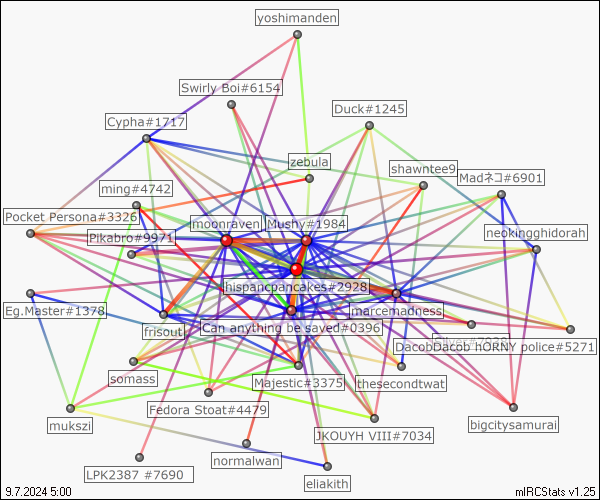 yoshimanden
Swirly Boi#6154
Duck#1245
Cypha#1717
zebula
shawntee9
Madネコ#6901
ming#4742
Pocket Persona#3326
moonraven
Mushy#1984
neokingghidorah
Pikabro#9971
hispancpancakes#2928
Eg.Master#1378
marcemadness
frisout
Can anything be saved#0396
DacobDacob HORNY police#5271
somass
Majestic#3375
thesecondtwat
Fedora Stoat#4479
mukszi
JKOUYH VIII#7034
bigcitysamurai
LPK2387 #7690
normalwan
eliakith
9.7.2024 5:00
mIRCStats v1.25